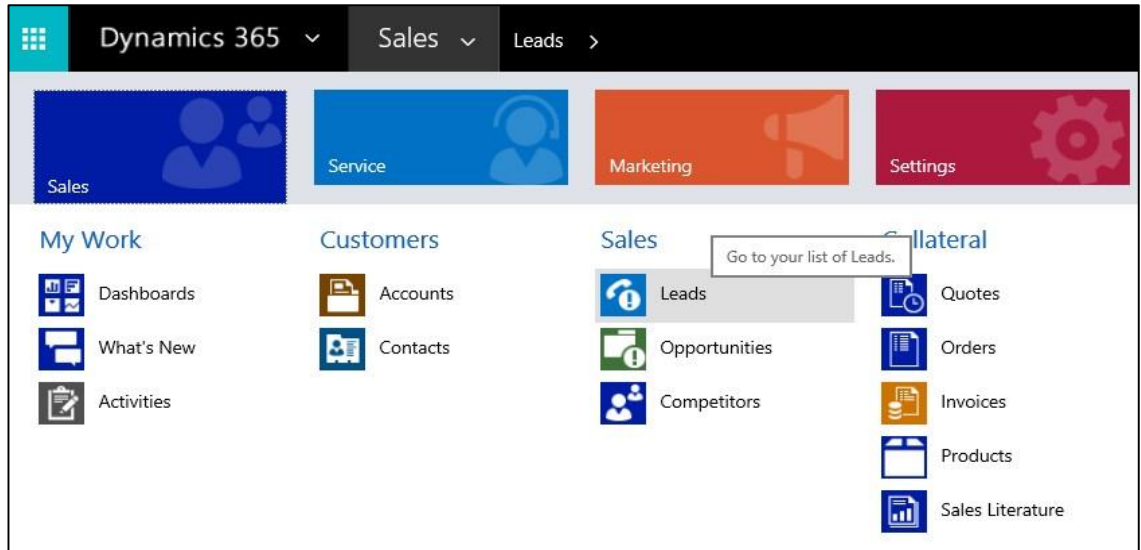 Dynamics 365 Sales Leads
Sales Service Marketing Settings
My Work
Dashboards
What's New
Activities
Customers
Accounts
Contacts
Sales
Go to your list of Leads.
Leads
Opportunities
Competitors
llateral
Quotes
Orders
Invoices
Products
Sales Literature